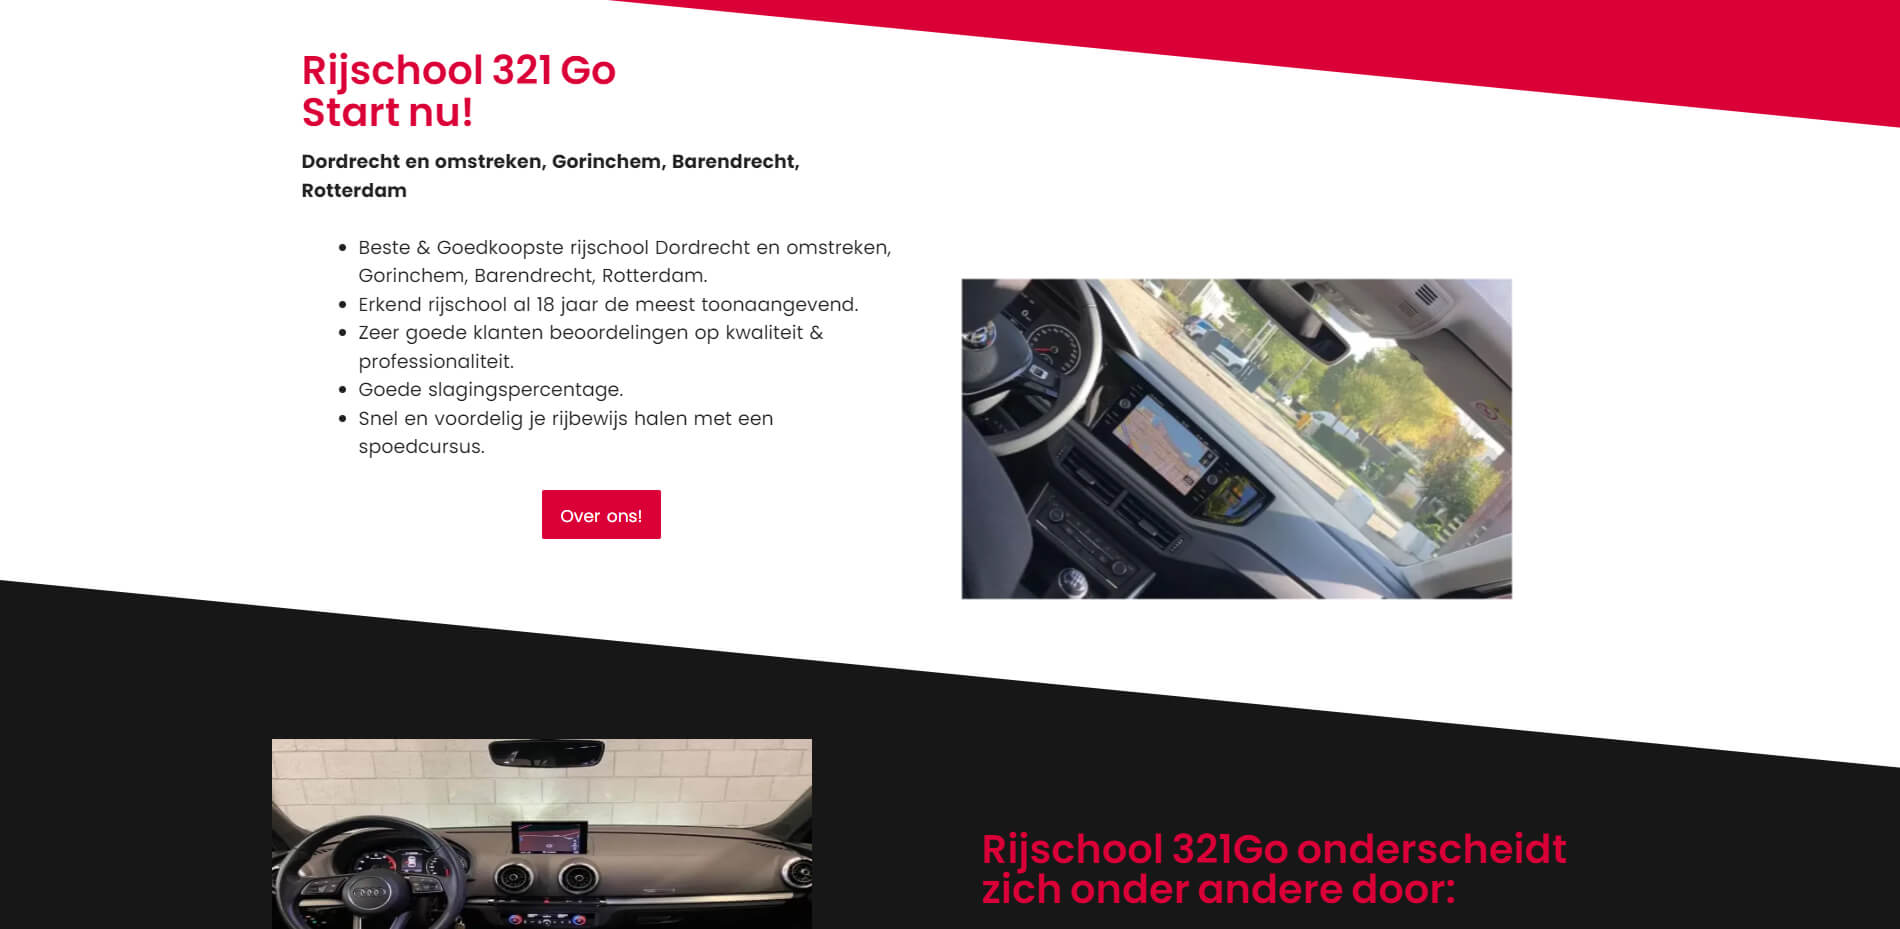 Rijschool 321 Go
Start nu!
Dordrecht en omstreken, Gorinchem, Barendrecht,
Rotterdam
Beste & Goedkoopste rijschool Dordrecht en omstreken,
Gorinchem, Barendrecht, Rotterdam.
Erkend rijschool al 18 jaar de meest toonaangevend.
Zeer goede klanten beoordelingen op kwaliteit &
professionaliteit.
Goede slagingspercentage.
Snel en voordelig je rijbewijs halen met een
spoedcursus.
Over ons!
Rijschool 321Go onderscheidt
zich onder andere door: